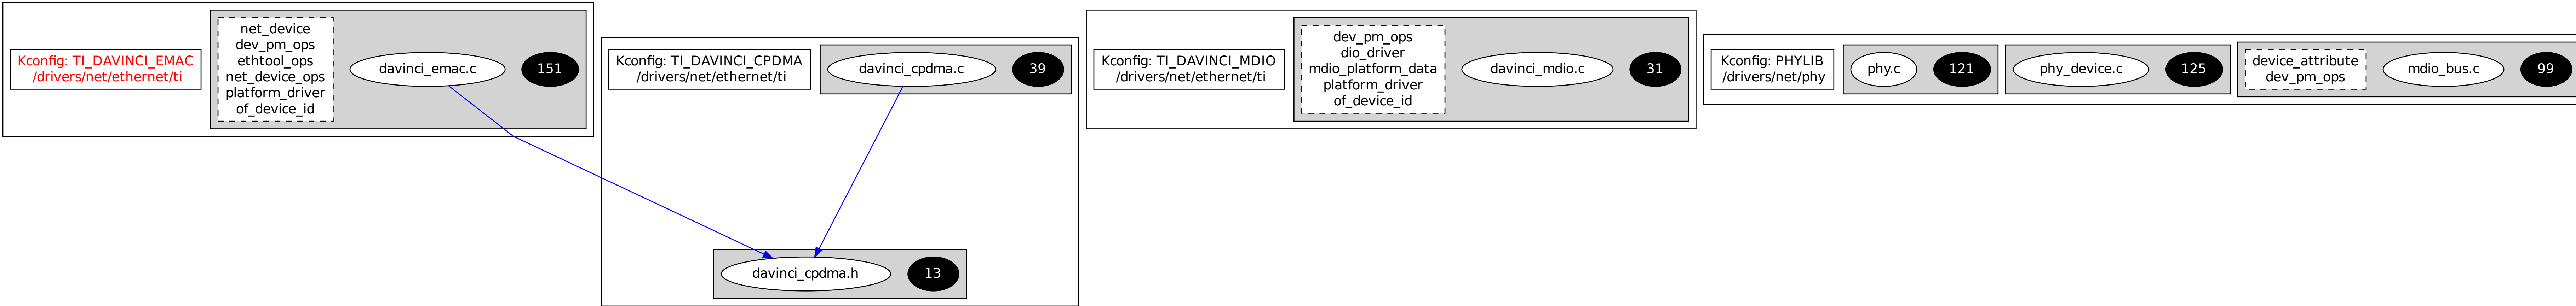 Kconfig: TI_DAVINCI_EMAC
/drivers/net/ethernet/ti
net_device
dev_pm_ops
ethtool_ops
net_device_ops
platform_driver
of_device_id
davinci_emac.c
151
Kconfig: TI_DAVINCI_CPDMA
/drivers/net/ethernet/ti
davinci_cpdma.c
39
davinci_cpdma.h
13
Kconfig: TI_DAVINCI_MDIO
/drivers/net/ethernet/ti
dev_pm_ops
dio_driver
mdio_platform_data
platform_driver
of_device_id
davinci_mdio.c
31
Kconfig: PHYLIB
/drivers/net/phy
phy.c
121
phy_device.c
125
device_attribute
dev_pm_ops
mdio_bus.c
99